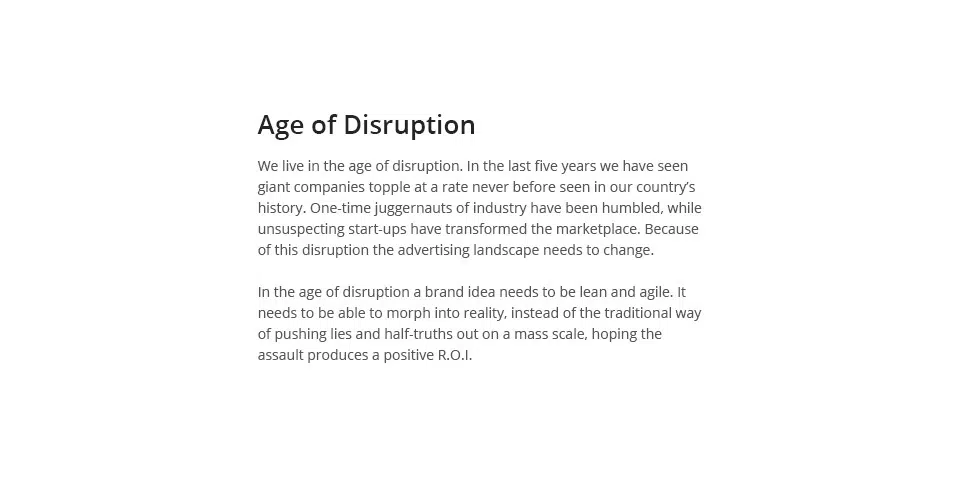 Age of Disruption
We live in the age of disruption. In the last five years we have seen
giant companies topple at a rate never before seen in our country’s
history. One-time juggernauts of industry have been humbled, while
unsuspecting start-ups have transformed the marketplace. Because
of this disruption the advertising landscape needs to change.
In the age of disruption a brand idea needs to be lean and agile. It
needs to be able to morph into reality, instead of the traditional way
of pushing lies and half-truths out on a mass scale, hoping the
assault produces a positive R.O.I.